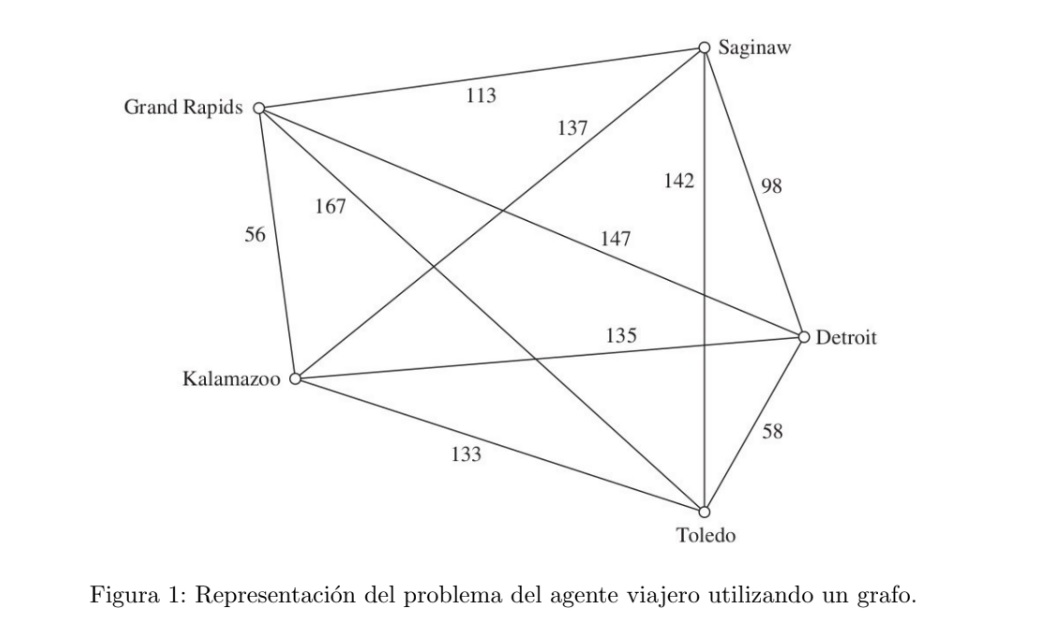 Saginaw
Grand Rapids
113
137
142
98
167
56
147
135
Detroit
Kalamazoo
58
133
Toledo
Figura 1: Representación del problema del agente viajero utilizando un grafo.